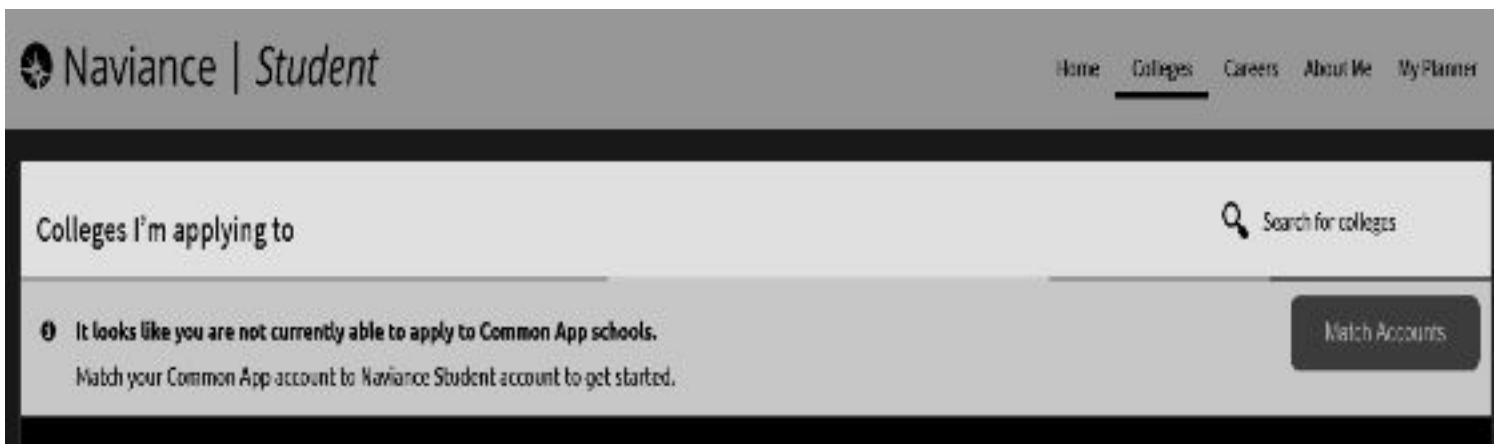 Naviance | Student
Home Colleges Careers About Me My Planner
Colleges I'm applying to
Search for colleges
It looks like you are not currently able to apply to Common App schools.
Match Accounts
Match your Common App account to Naviance Student account to get started.